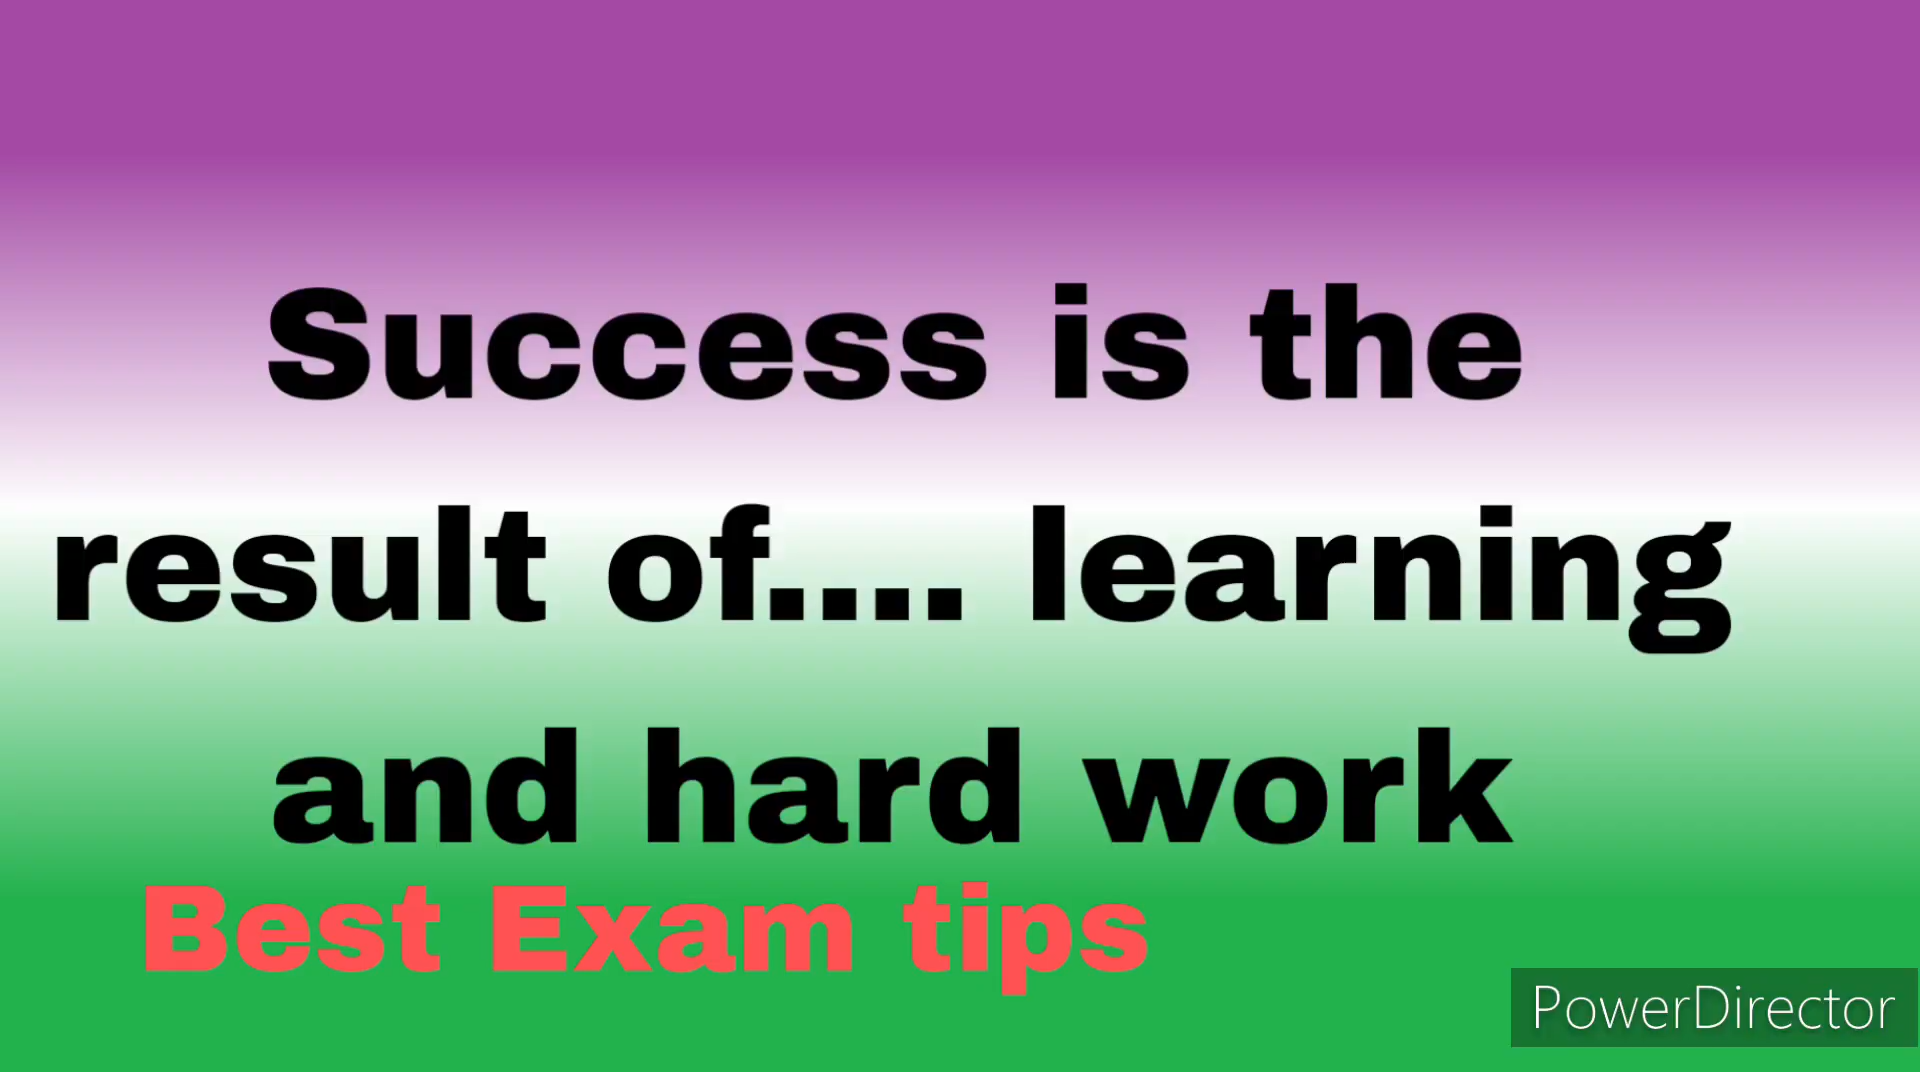 Success is the
result of.... learning
and hard work
Best Exam tips
PowerDirector